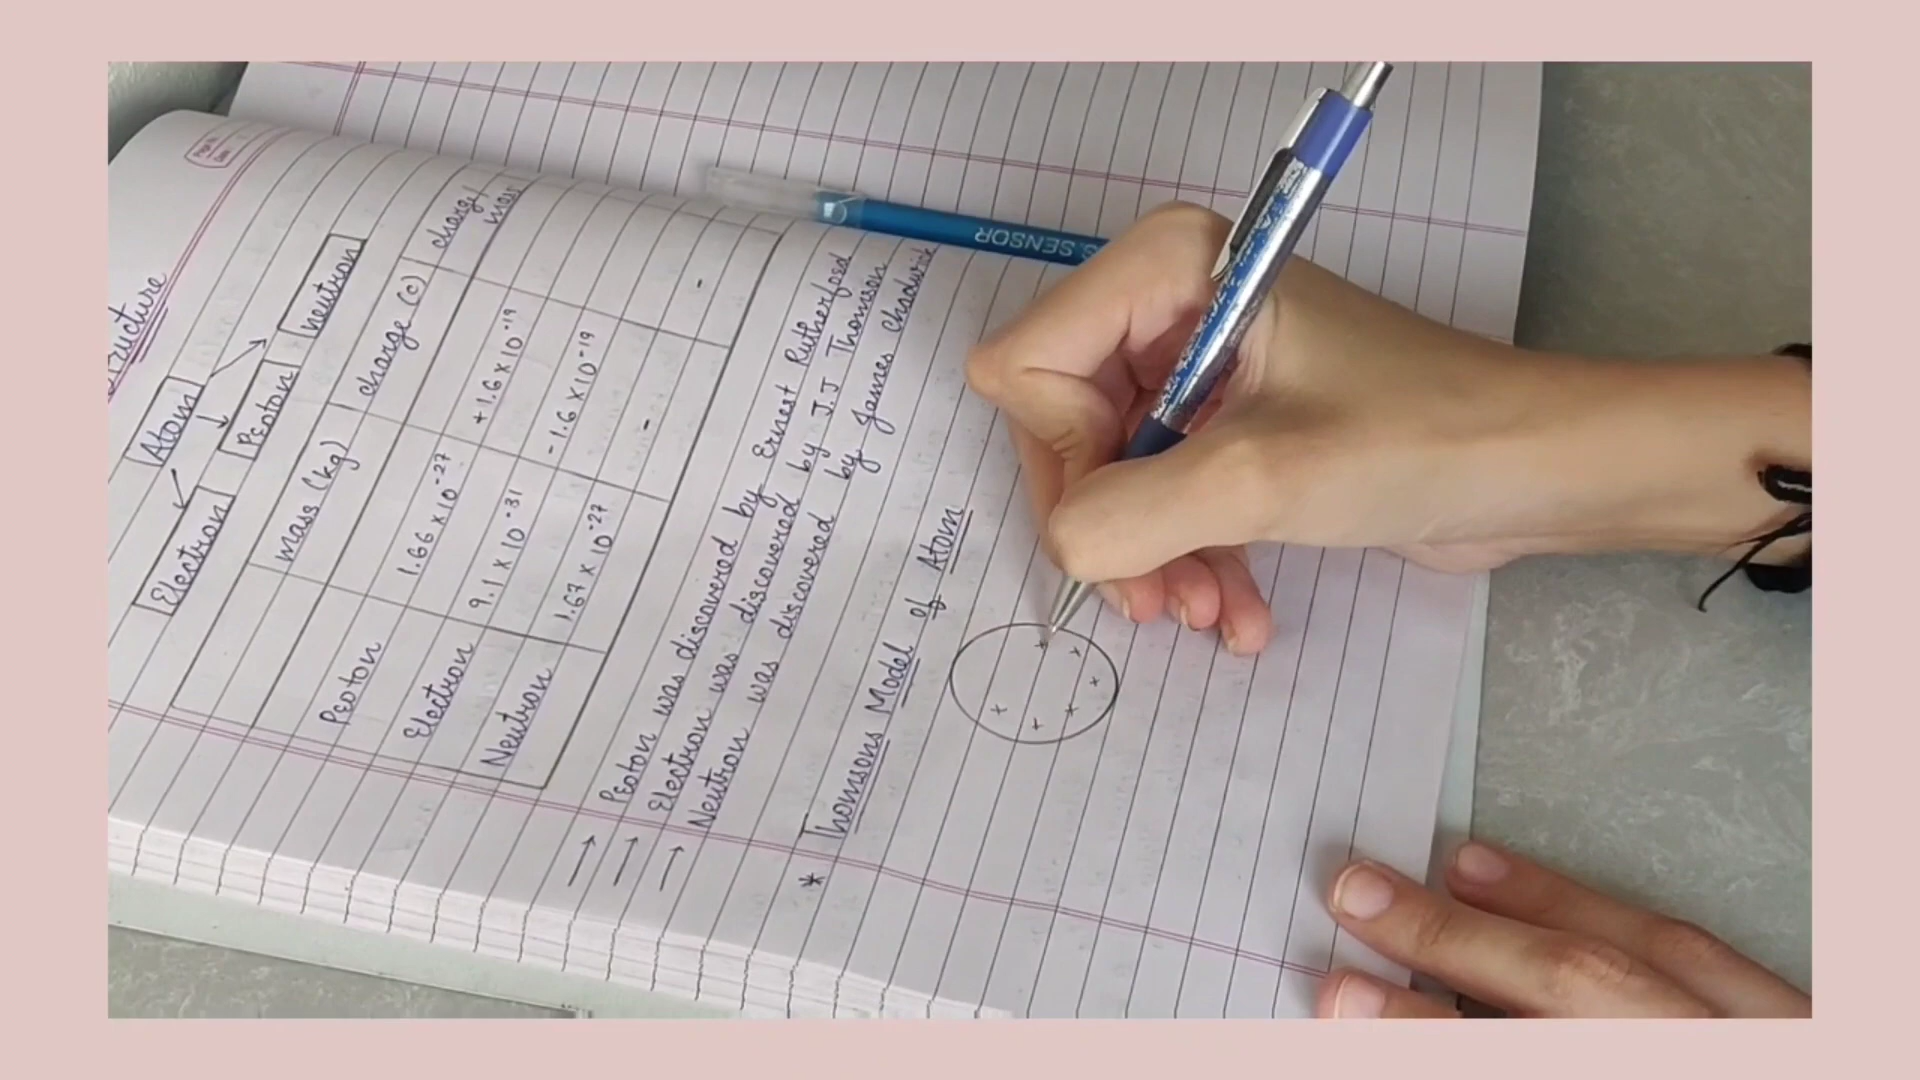 ructure
Atom
Electron
Proton
neutron
mass (kg)
charge (c)
charge/
mass
Proton
1.66 × 10⁻²⁷
+ 1.6 × 10⁻¹⁹
Electron
9.1 × 10⁻³¹
- 1.6 × 10⁻¹⁹
Neutron
1.67 × 10⁻²⁷
-
-
→ Proton was discovered by Ernest Rutherford
→ Electron was discovered by J.J Thomson
→ Neutron was discovered by James Chadwick
* Thomsons Model of Atom
+ + + + + + +
S. SENSOR